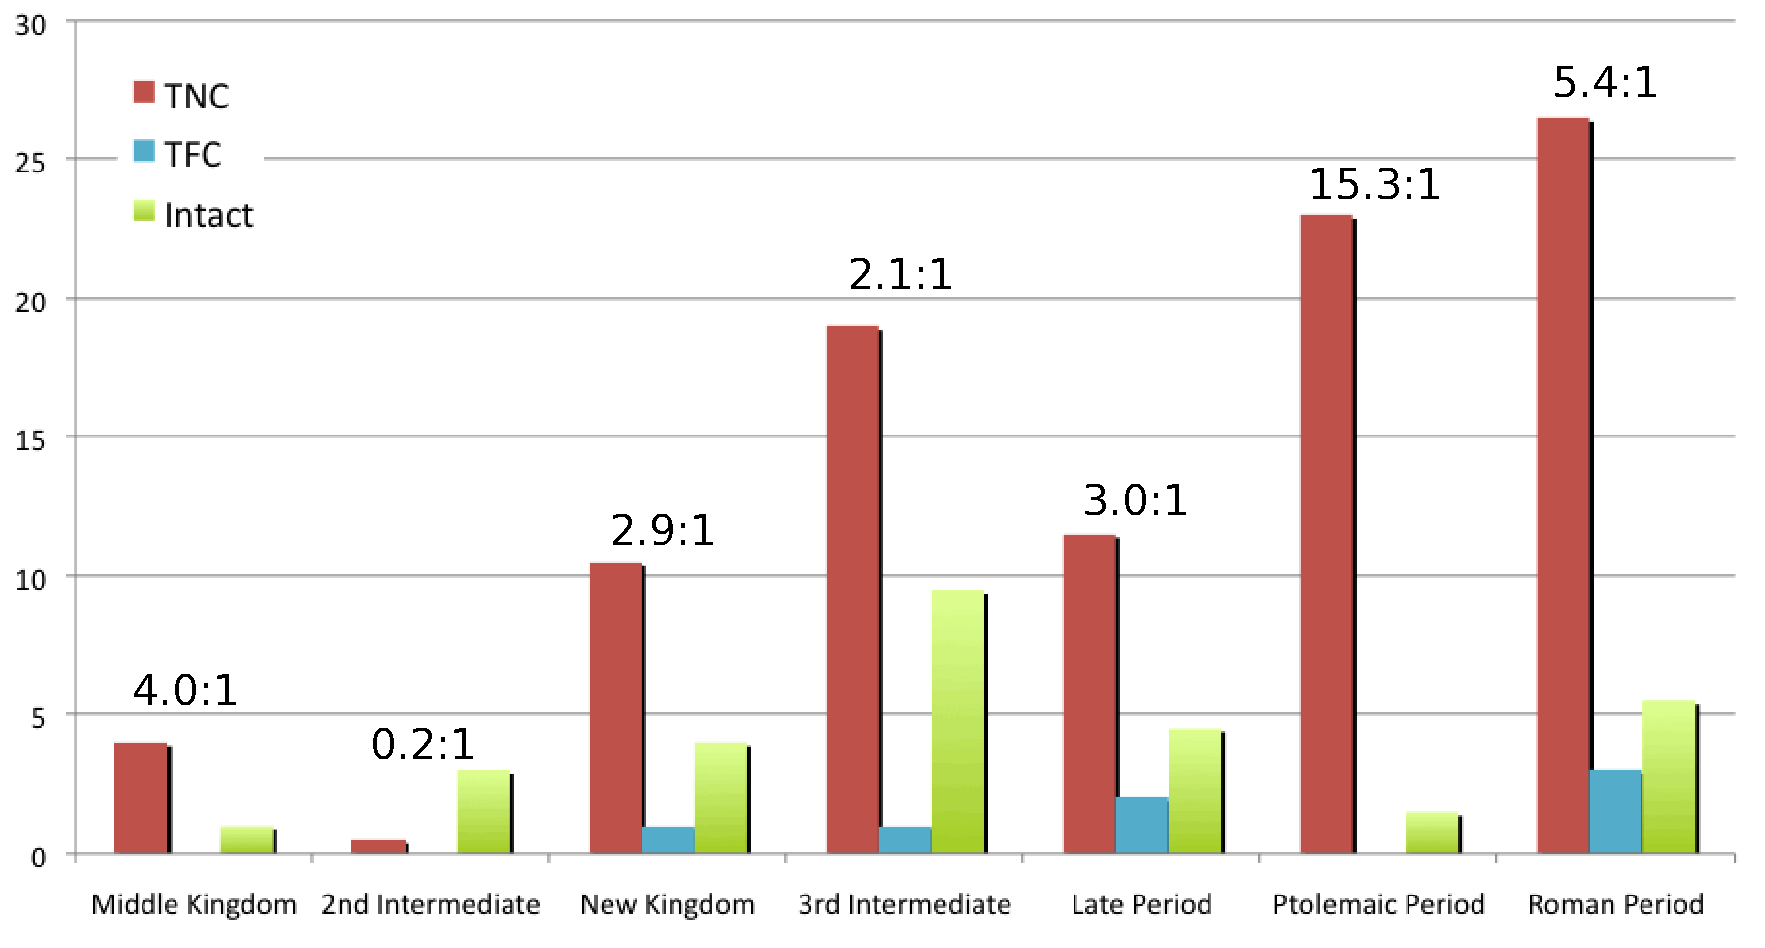 30
25
20
15
10
5
0
TNC
TFC
Intact
4.0:1
0.2:1
2.9:1
2.1:1
3.0:1
15.3:1
5.4:1
Middle Kingdom
2nd Intermediate
New Kingdom
3rd Intermediate
Late Period
Ptolemaic Period
Roman Period